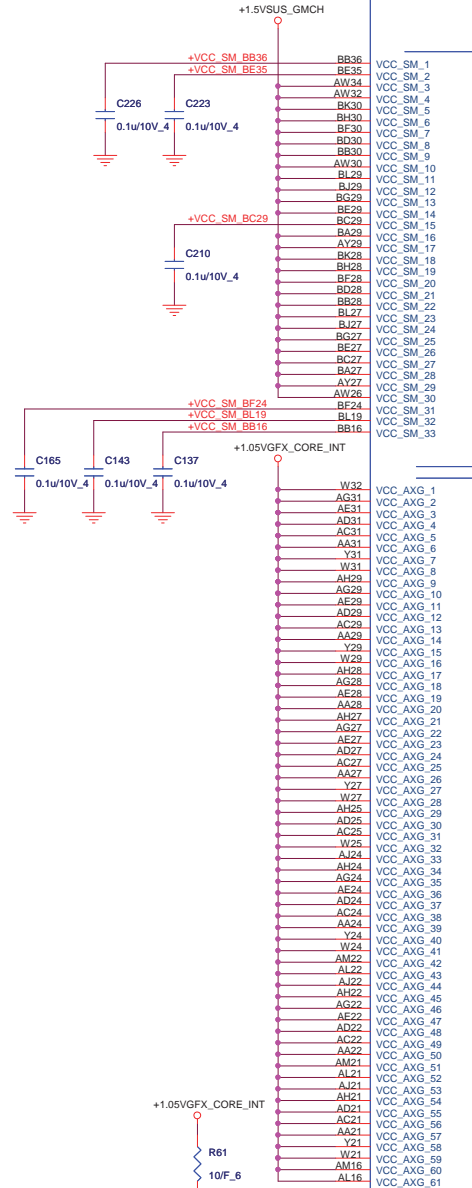 +1.5VSUS_GMCH
+VCC_SM_BB36 BB36 VCC_SM_1
+VCC_SM_BE35 BE35 VCC_SM_2
AW34 VCC_SM_3
AW32 VCC_SM_4
BK30 VCC_SM_5
BH30 VCC_SM_6
BF30 VCC_SM_7
BD30 VCC_SM_8
BB30 VCC_SM_9
AW30 VCC_SM_10
BL29 VCC_SM_11
BJ29 VCC_SM_12
BG29 VCC_SM_13
BE29 VCC_SM_14
+VCC_SM_BC29 BC29 VCC_SM_15
BA29 VCC_SM_16
AY29 VCC_SM_17
BK28 VCC_SM_18
BH28 VCC_SM_19
BF28 VCC_SM_20
BD28 VCC_SM_21
BB28 VCC_SM_22
BL27 VCC_SM_23
BJ27 VCC_SM_24
BG27 VCC_SM_25
BE27 VCC_SM_26
BC27 VCC_SM_27
BA27 VCC_SM_28
AY27 VCC_SM_29
AW26 VCC_SM_30
+VCC_SM_BF24 BF24 VCC_SM_31
+VCC_SM_BL19 BL19 VCC_SM_32
+VCC_SM_BB16 BB16 VCC_SM_33
C226 C223
0.1u/10V_4 0.1u/10V_4
C210
0.1u/10V_4
C165 C143 C137
0.1u/10V_4 0.1u/10V_4 0.1u/10V_4
+1.05VGFX_CORE_INT
W32 VCC_AXG_1
AG31 VCC_AXG_2
AE31 VCC_AXG_3
AD31 VCC_AXG_4
AC31 VCC_AXG_5
AA31 VCC_AXG_6
Y31 VCC_AXG_7
W31 VCC_AXG_8
AH29 VCC_AXG_9
AG29 VCC_AXG_10
AE29 VCC_AXG_11
AD29 VCC_AXG_12
AC29 VCC_AXG_13
AA29 VCC_AXG_14
Y29 VCC_AXG_15
W29 VCC_AXG_16
AH28 VCC_AXG_17
AG28 VCC_AXG_18
AE28 VCC_AXG_19
AA28 VCC_AXG_20
AH27 VCC_AXG_21
AG27 VCC_AXG_22
AE27 VCC_AXG_23
AD27 VCC_AXG_24
AC27 VCC_AXG_25
AA27 VCC_AXG_26
Y27 VCC_AXG_27
W27 VCC_AXG_28
AH25 VCC_AXG_29
AD25 VCC_AXG_30
AC25 VCC_AXG_31
W25 VCC_AXG_32
AJ24 VCC_AXG_33
AH24 VCC_AXG_34
AG24 VCC_AXG_35
AE24 VCC_AXG_36
AD24 VCC_AXG_37
AC24 VCC_AXG_38
AA24 VCC_AXG_39
Y24 VCC_AXG_40
W24 VCC_AXG_41
AM22 VCC_AXG_42
AL22 VCC_AXG_43
AJ22 VCC_AXG_44
AH22 VCC_AXG_45
AG22 VCC_AXG_46
AE22 VCC_AXG_47
AD22 VCC_AXG_48
AC22 VCC_AXG_49
AA22 VCC_AXG_50
AM21 VCC_AXG_51
AL21 VCC_AXG_52
AJ21 VCC_AXG_53
AH21 VCC_AXG_54
AD21 VCC_AXG_55
AC21 VCC_AXG_56
AA21 VCC_AXG_57
Y21 VCC_AXG_58
W21 VCC_AXG_59
AM16 VCC_AXG_60
AL16 VCC_AXG_61
+1.05VGFX_CORE_INT
R61
10/F_6